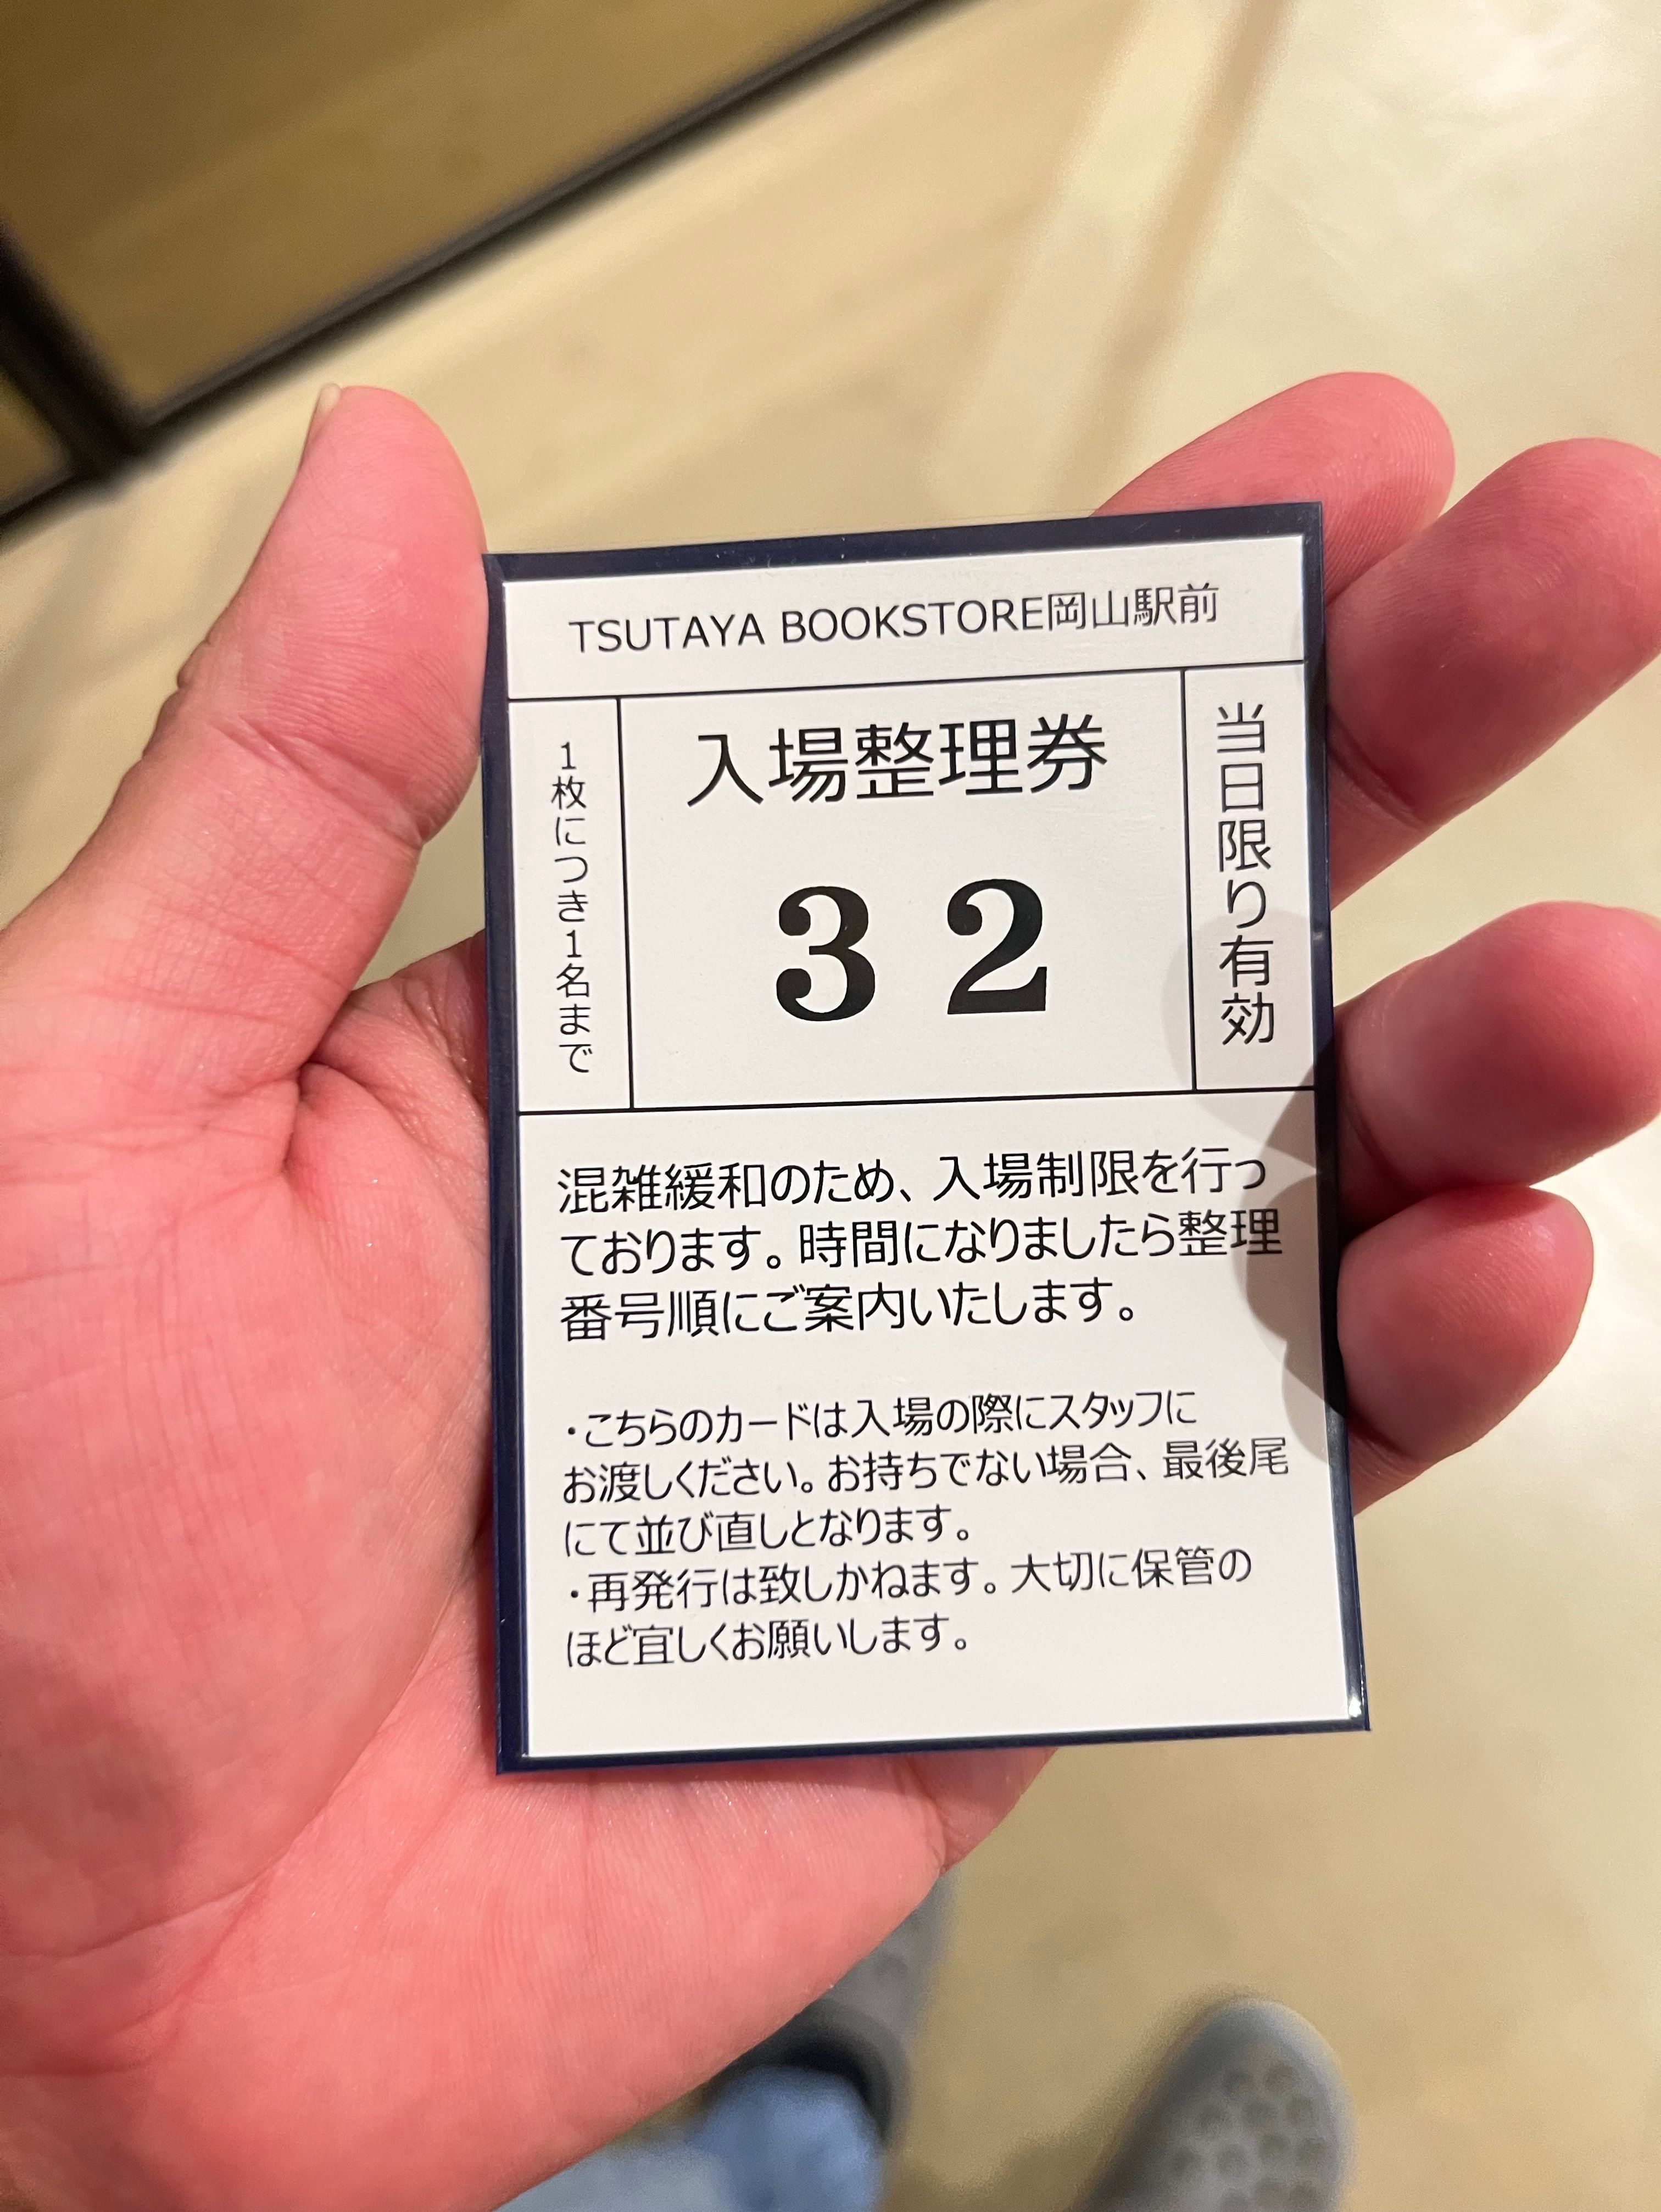 TSUTAYA BOOKSTORE岡山駅前
1枚につき1名まで
入場整理券
32
当日限り有効
混雑緩和のため、入場制限を行っ
ております。時間になりましたら整理
番号順にご案内いたします。
・こちらのカードは入場の際にスタッフに
お渡しください。お持ちでない場合、最後尾
にて並び直しとなります。
・再発行は致しかねます。大切に保管の
ほど宜しくお願いします。